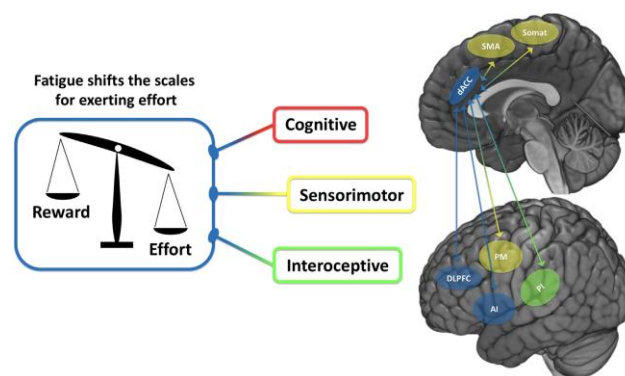 Fatigue shifts the scales
for exerting effort
Reward
Effort
Cognitive
Sensorimotor
Interoceptive
SMA
Somat
dACC
PM
DLPFC
AI
PI